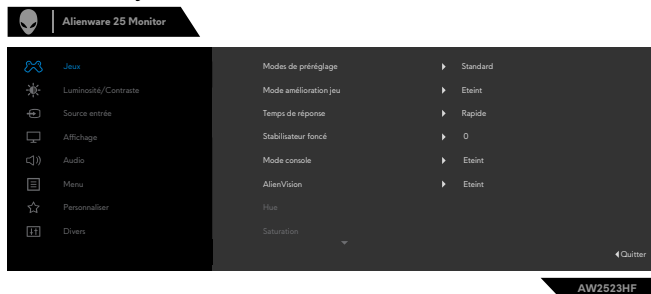 Alienware 25 Monitor
Jeux Modes de préréglage Standard
Luminosité/Contraste Mode amélioration jeu Eteint
Source entrée Temps de réponse Rapide
Affichage Stabilisateur foncé 0
Audio Mode console Eteint
Menu AlienVision Eteint
Personnaliser Hue
Divers Saturation
Quitter
AW2523HF